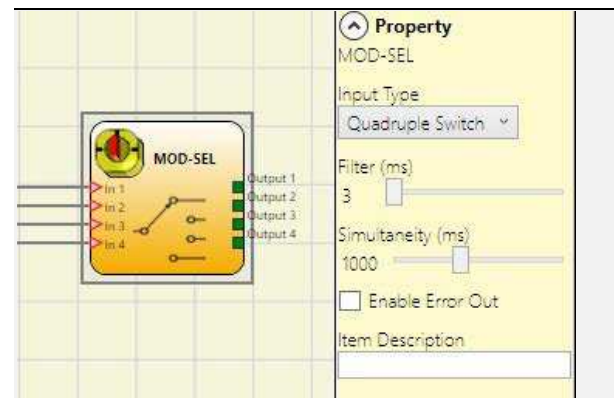 Property
MOD-SEL
Input Type
Quadruple Switch
Filter (ms)
3
Simultaneity (ms)
1000
Enable Error Out
Item Description
MOD-SEL
In 1
In 2
In 3
In 4
Output 1
Output 2
Output 3
Output 4